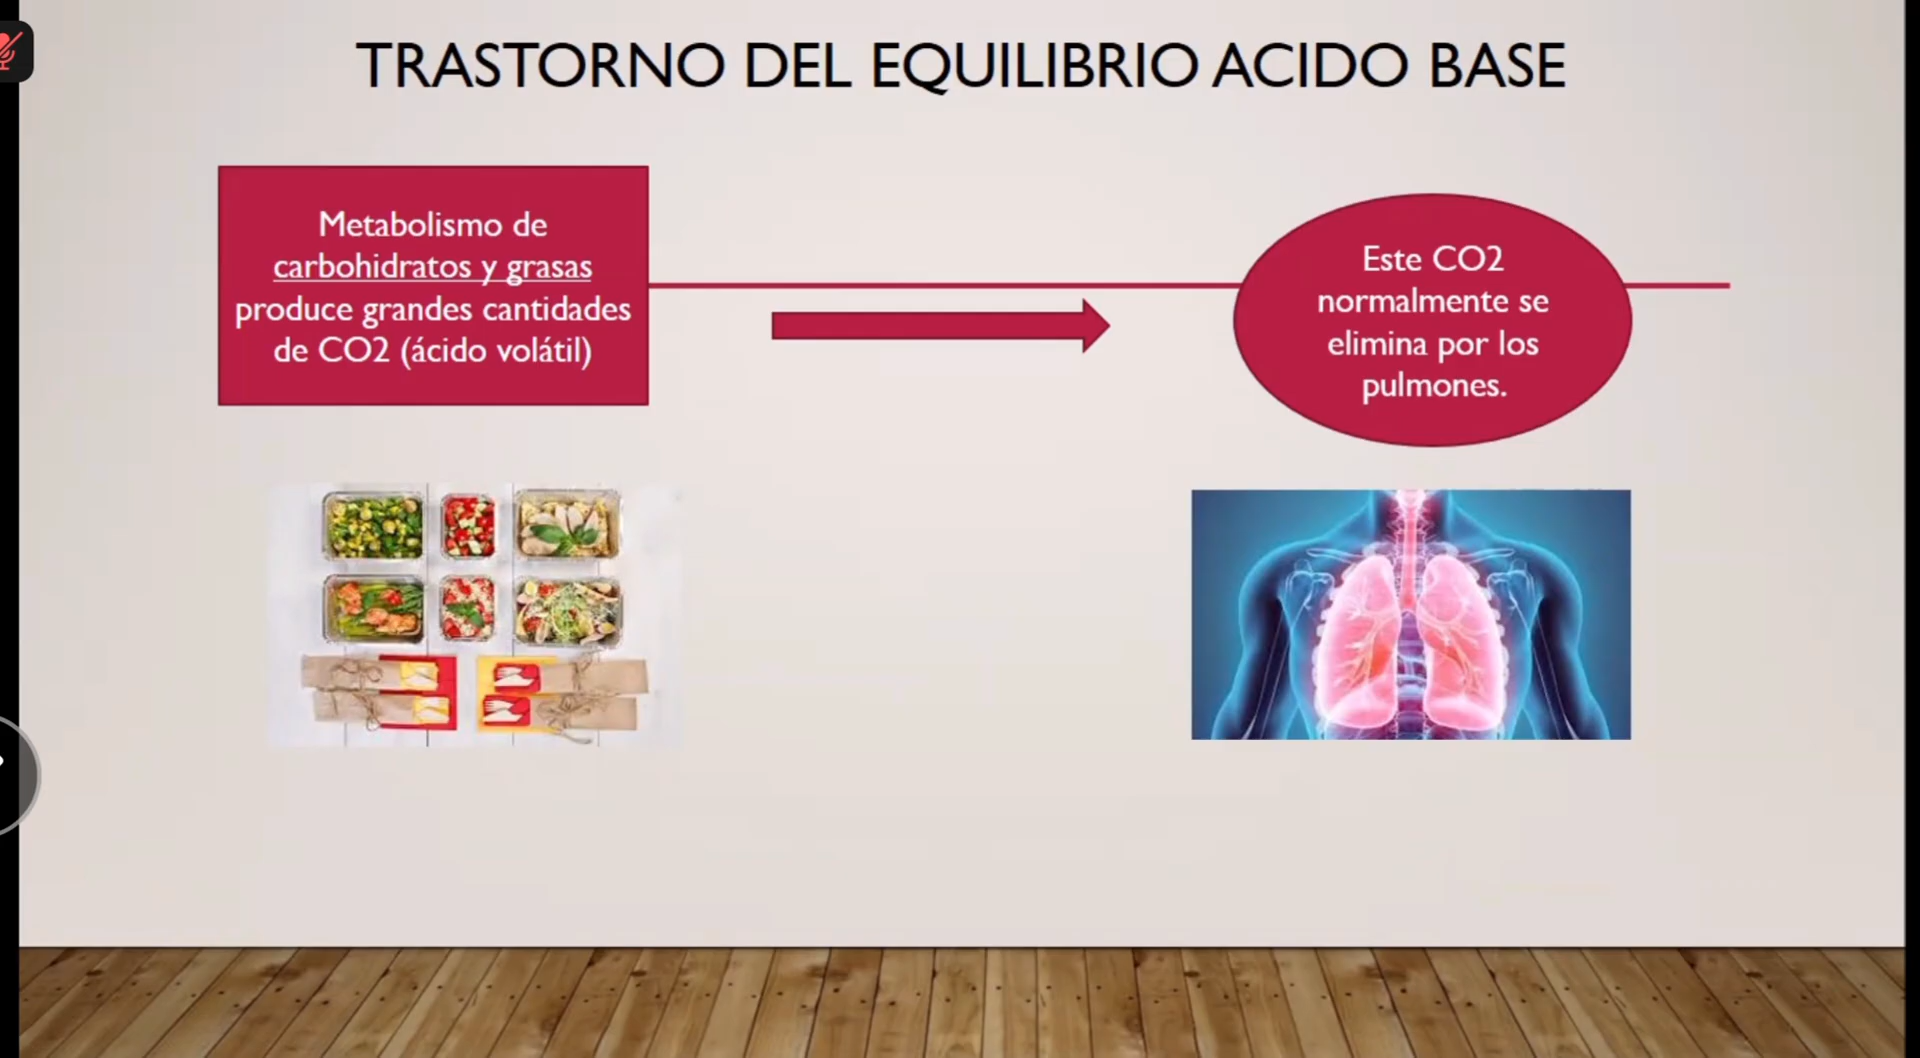 TRASTORNO DEL EQUILIBRIO ACIDO BASE
Metabolismo de
carbohidratos y grasas
produce grandes cantidades
de CO2 (ácido volátil)
Este CO2
normalmente se
elimina por los
pulmones.